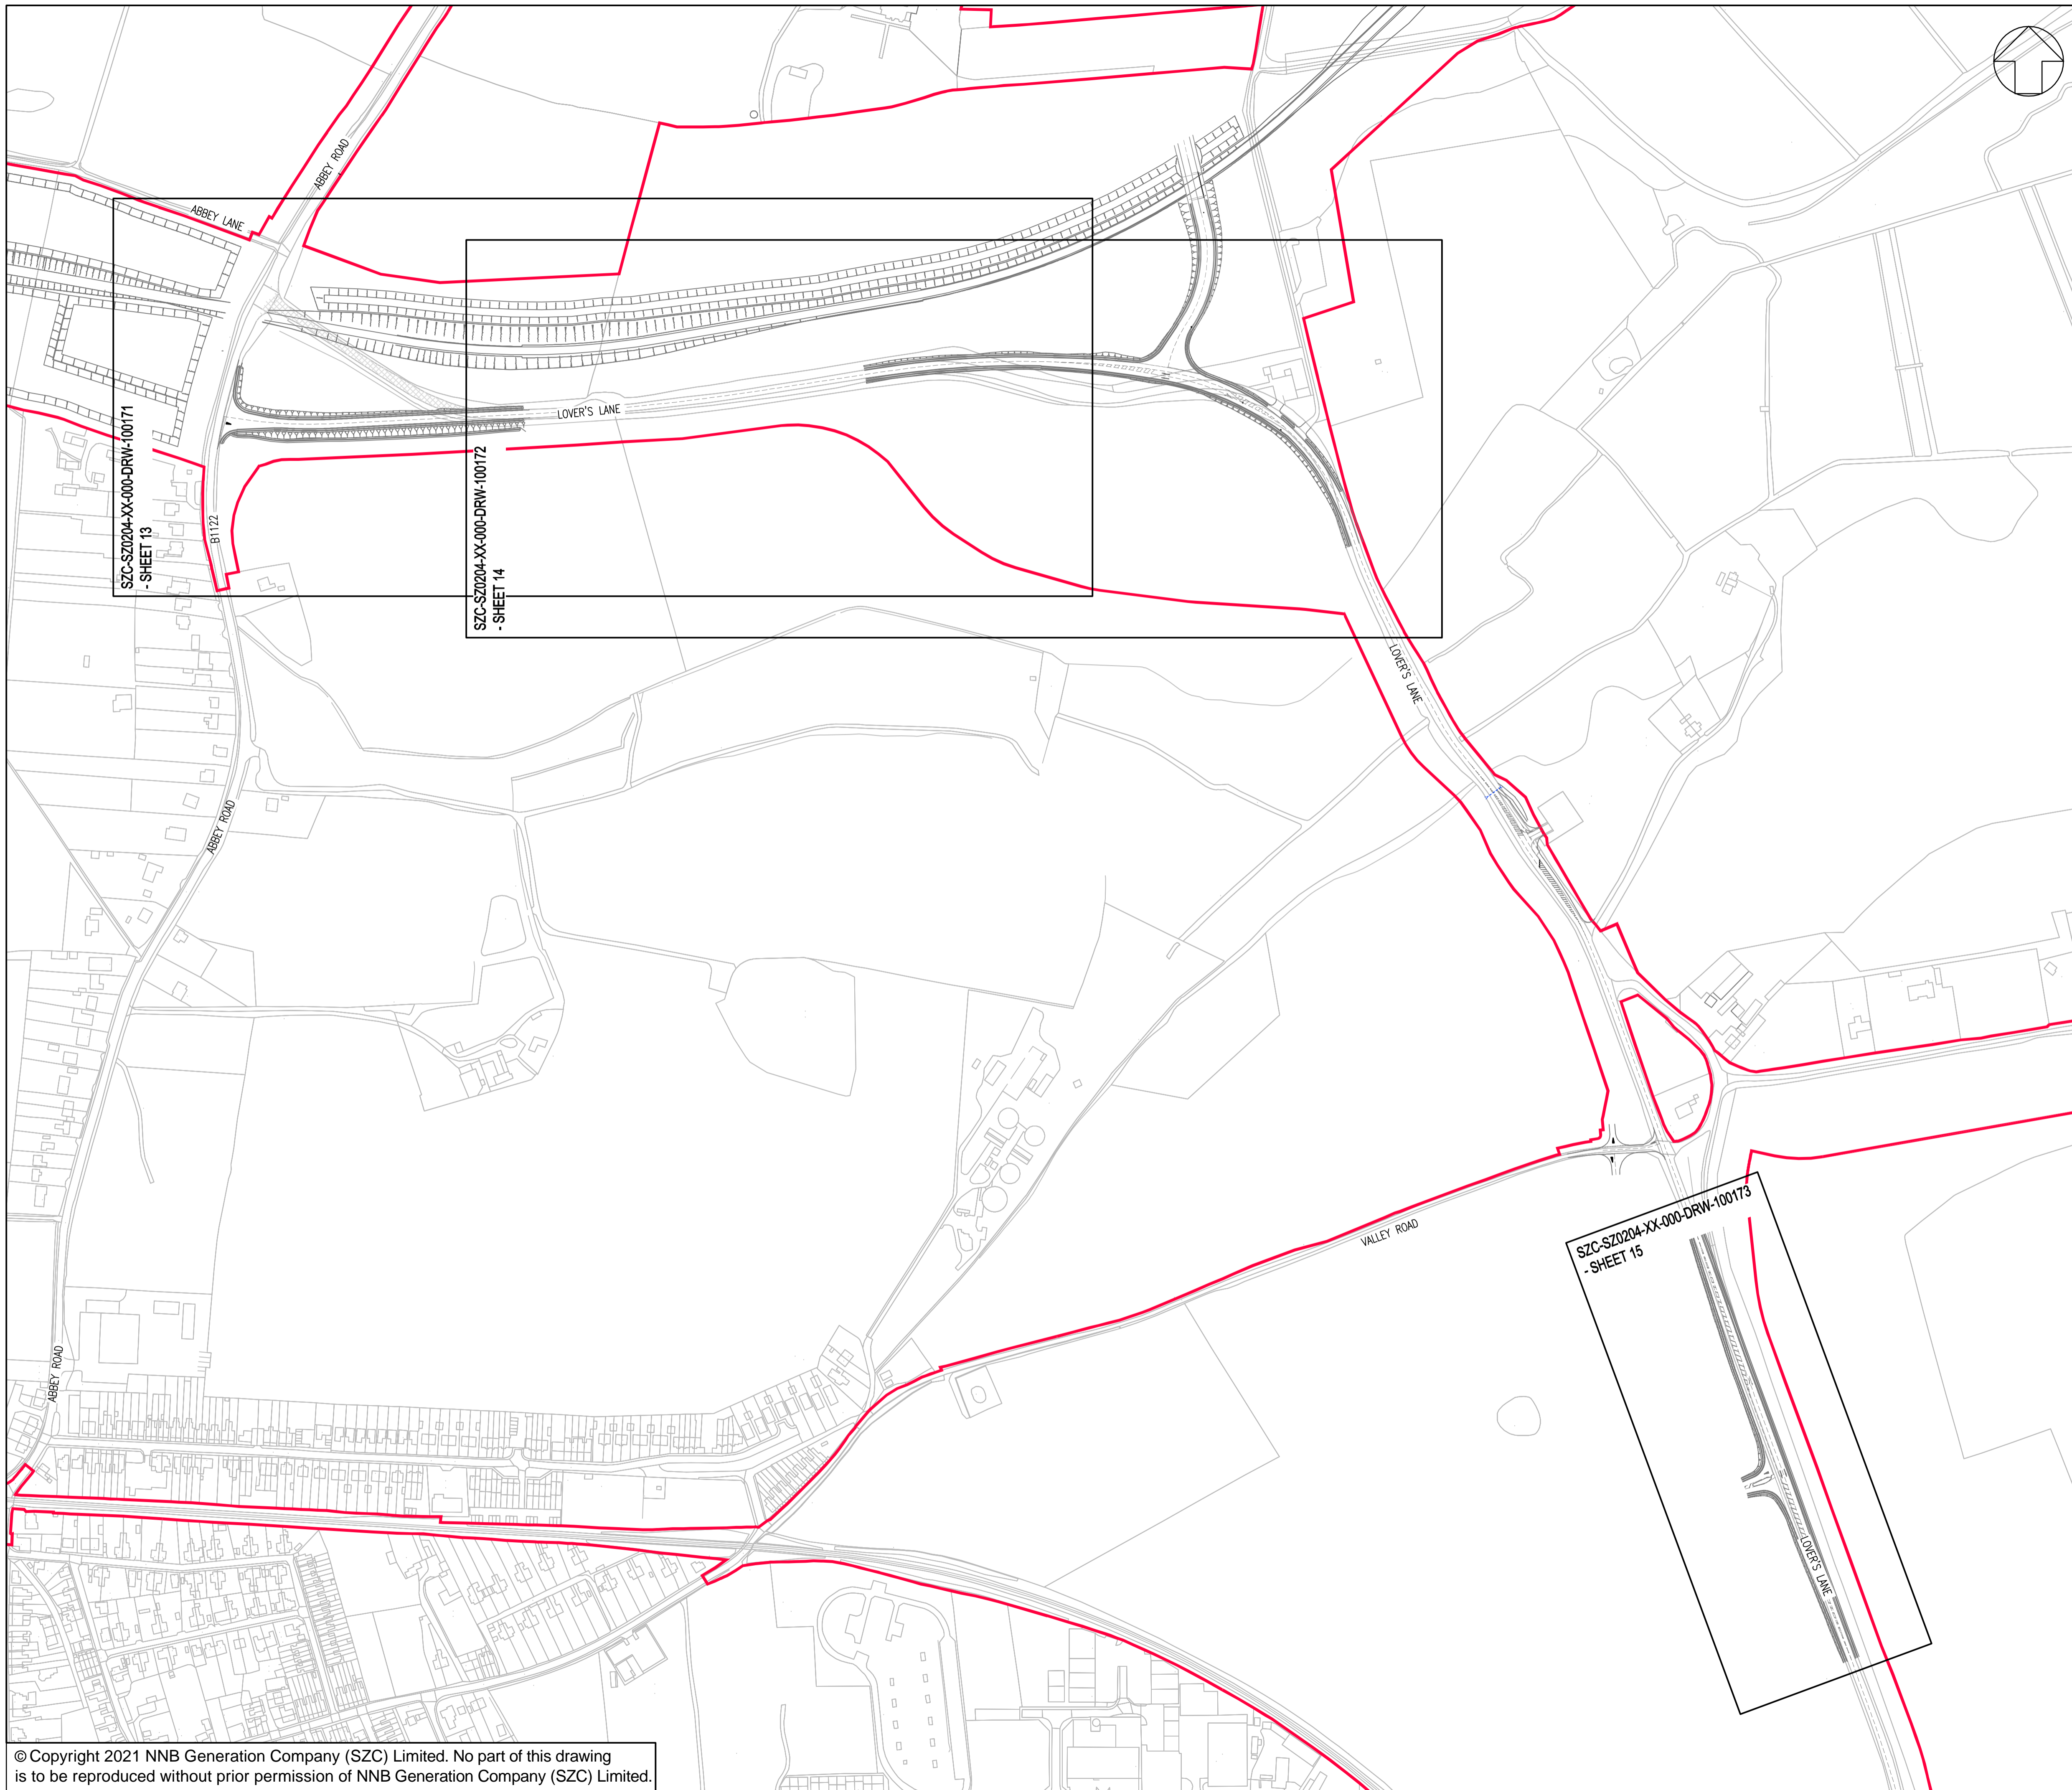 ABBEY ROAD
ABBEY LANE
SZC-SZ0204-XX-000-DRW-100171
- SHEET 13
B1122
LOVER'S LANE
SZC-SZ0204-XX-000-DRW-100172
- SHEET 14
LOVER'S LANE
ABBEY ROAD
VALLEY ROAD
SZC-SZ0204-XX-000-DRW-100173
- SHEET 15
ABBEY ROAD
LOVER'S LANE
© Copyright 2021 NNB Generation Company (SZC) Limited. No part of this drawing
is to be reproduced without prior permission of NNB Generation Company (SZC) Limited.